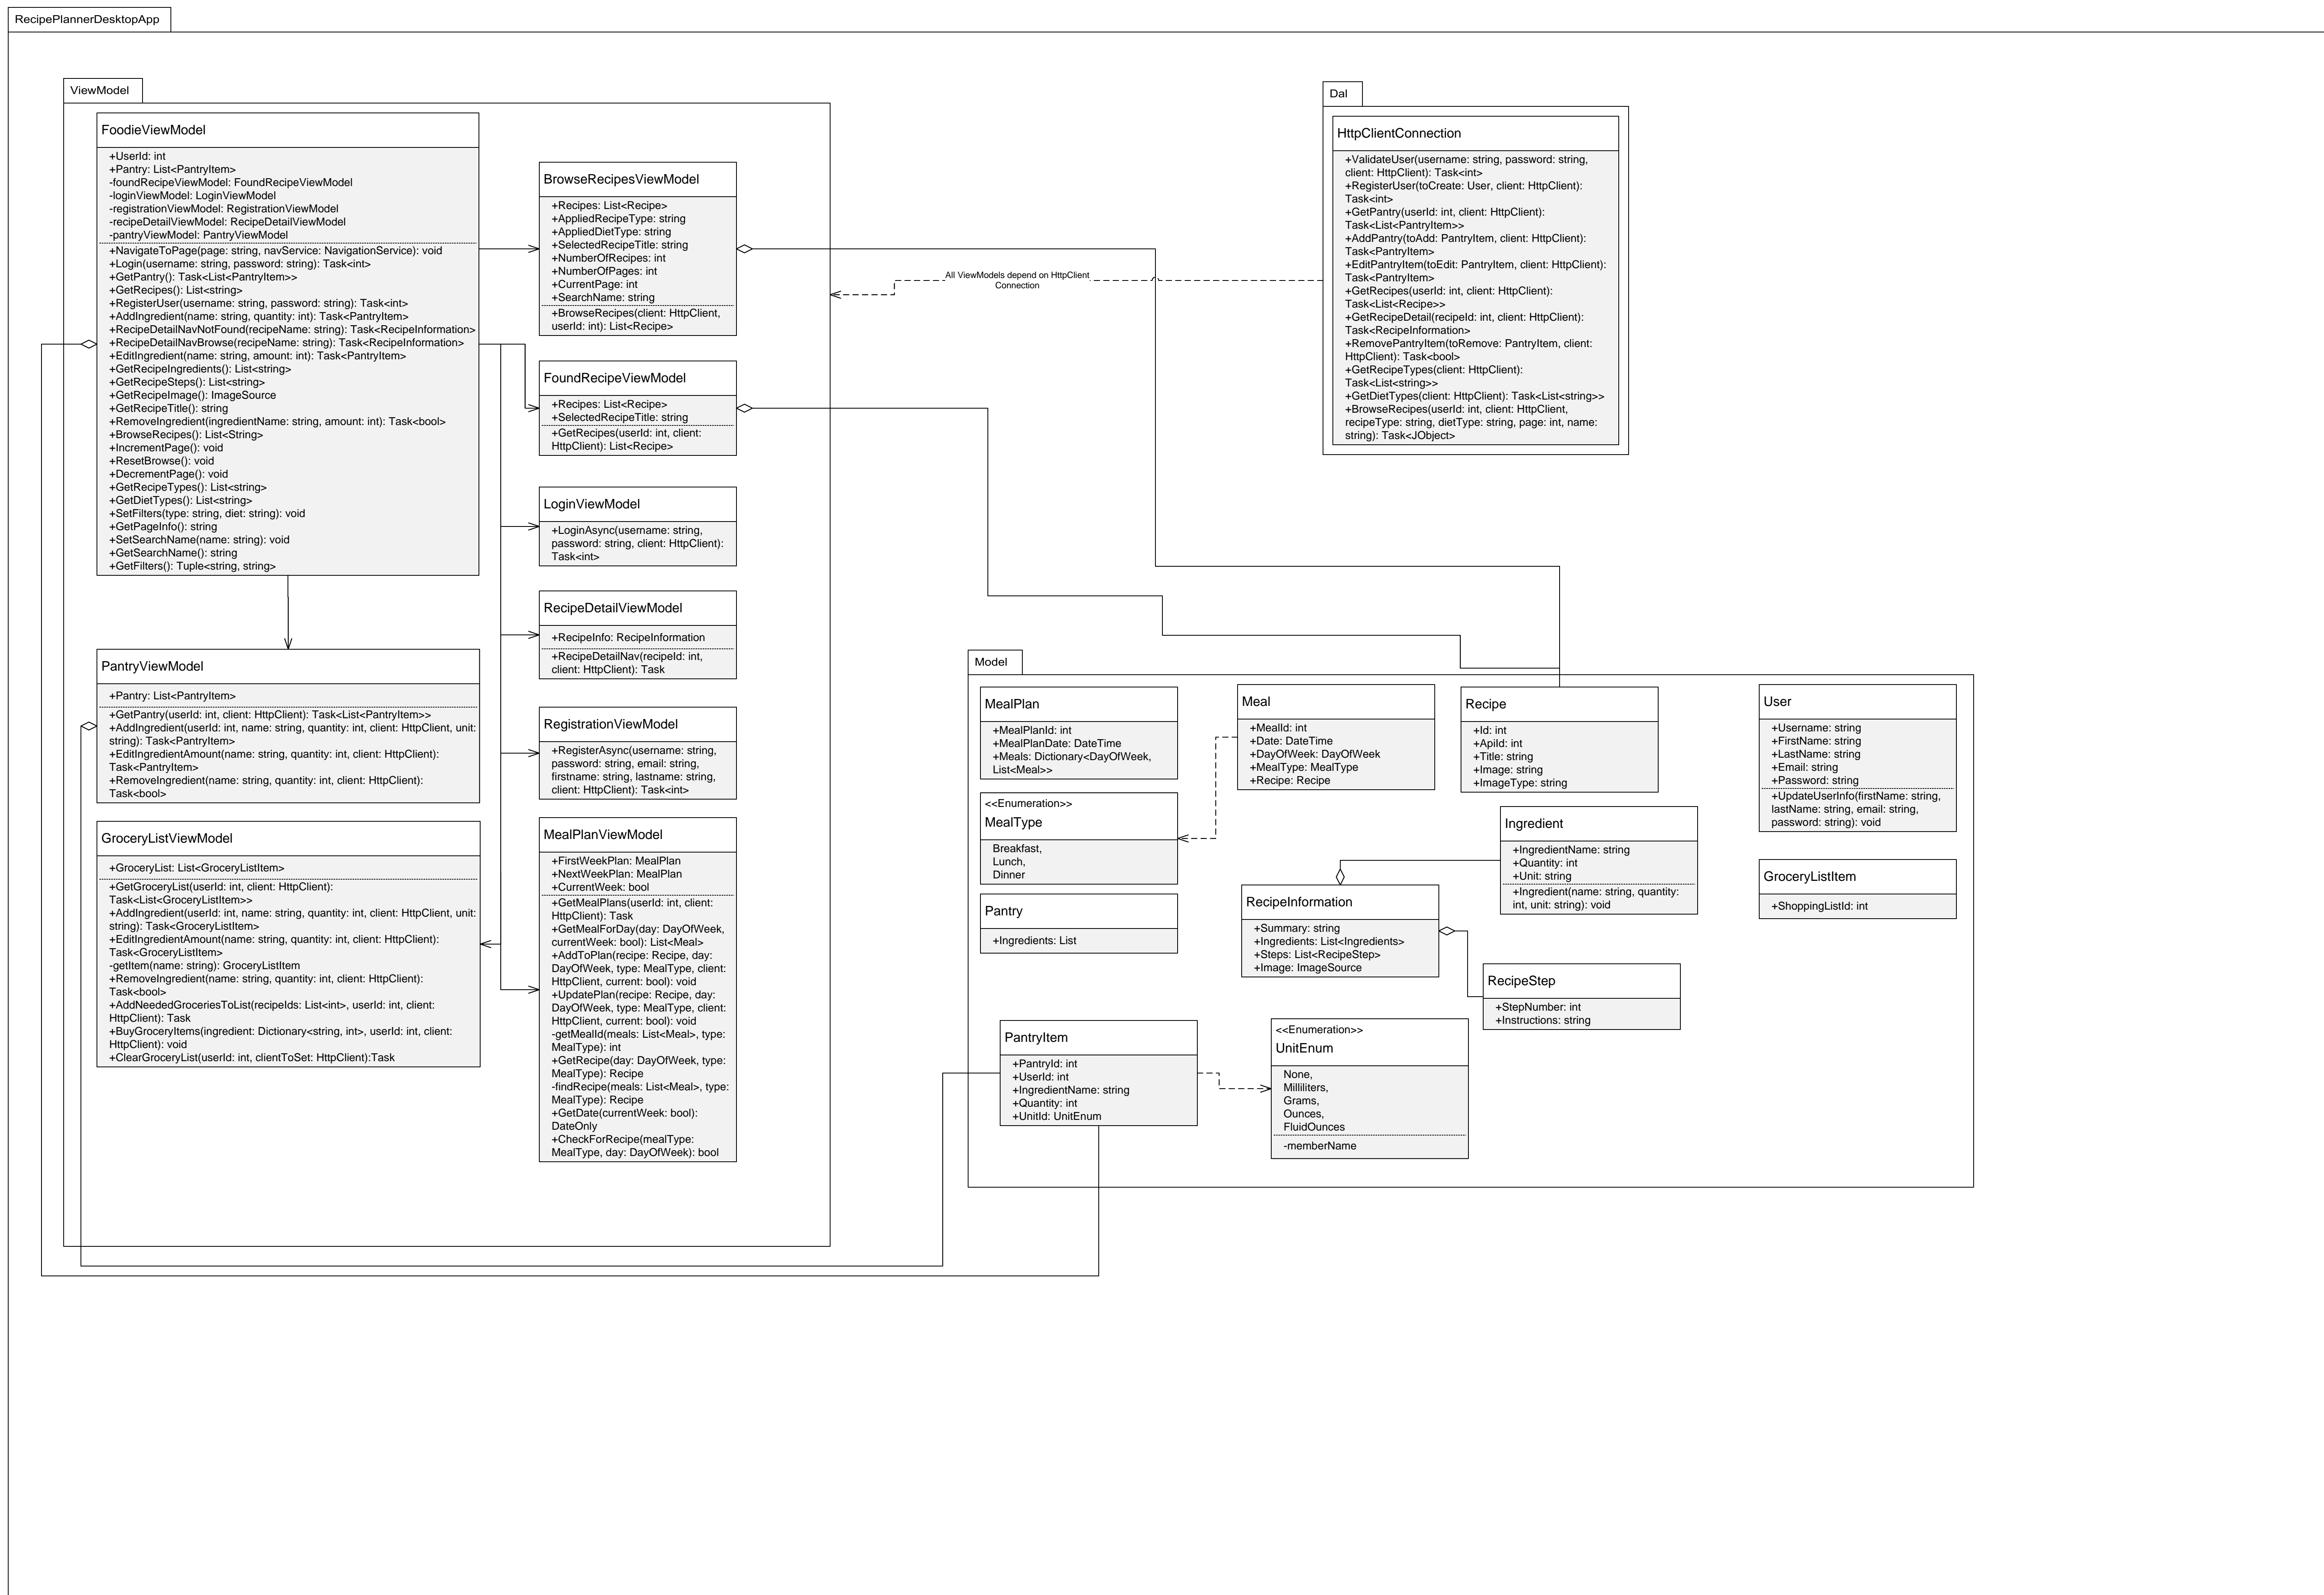 RecipePlannerDesktopApp
ViewModel
FoodieViewModel
+UserId: int
+Pantry: List<PantryItem>
-foundRecipeViewModel: FoundRecipeViewModel
-loginViewModel: LoginViewModel
-registrationViewModel: RegistrationViewModel
-recipeDetailViewModel: RecipeDetailViewModel
-pantryViewModel: PantryViewModel
+NavigateToPage(page: string, navService: NavigationService): void
+Login(username: string, password: string): Task<int>
+GetPantry(): Task<List<PantryItem>>
+GetRecipes(): List<string>
+RegisterUser(username: string, password: string): Task<int>
+AddIngredient(name: string, quantity: int): Task<PantryItem>
+RecipeDetailNavNotFound(recipeName: string): Task<RecipeInformation>
+RecipeDetailNavBrowse(recipeName: string): Task<RecipeInformation>
+EditIngredient(name: string, amount: int): Task<PantryItem>
+GetRecipeIngredients(): List<string>
+GetRecipeSteps(): List<string>
+GetRecipeImage(): ImageSource
+GetRecipeTitle(): string
+RemoveIngredient(ingredientName: string, amount: int): Task<bool>
+BrowseRecipes(): List<String>
+IncrementPage(): void
+ResetBrowse(): void
+DecrementPage(): void
+GetRecipeTypes(): List<string>
+GetDietTypes(): List<string>
+SetFilters(type: string, diet: string): void
+GetPageInfo(): string
+SetSearchName(name: string): void
+GetSearchName(): string
+GetFilters(): Tuple<string, string>
PantryViewModel
+Pantry: List<PantryItem>
+GetPantry(userId: int, client: HttpClient): Task<List<PantryItem>>
+AddIngredient(userId: int, name: string, quantity: int, client: HttpClient, unit:
string): Task<PantryItem>
+EditIngredientAmount(name: string, quantity: int, client: HttpClient):
Task<PantryItem>
+RemoveIngredient(name: string, quantity: int, client: HttpClient):
Task<bool>
GroceryListViewModel
+GroceryList: List<GroceryListItem>
+GetGroceryList(userId: int, client: HttpClient):
Task<List<GroceryListItem>>
+AddIngredient(userId: int, name: string, quantity: int, client: HttpClient, unit:
string): Task<GroceryListItem>
+EditIngredientAmount(name: string, quantity: int, client: HttpClient):
Task<GroceryListItem>
-getItem(name: string): GroceryListItem
+RemoveIngredient(name: string, quantity: int, client: HttpClient):
Task<bool>
+AddNeededGroceriesToList(recipeIds: List<int>, userId: int, client:
HttpClient): Task
+BuyGroceryItems(ingredient: Dictionary<string, int>, userId: int, client:
HttpClient): void
+ClearGroceryList(userId: int, clientToSet: HttpClient):Task
BrowseRecipesViewModel
+Recipes: List<Recipe>
+AppliedRecipeType: string
+AppliedDietType: string
+SelectedRecipeTitle: string
+NumberOfRecipes: int
+NumberOfPages: int
+CurrentPage: int
+SearchName: string
+BrowseRecipes(client: HttpClient,
userId: int): List<Recipe>
FoundRecipeViewModel
+Recipes: List<Recipe>
+SelectedRecipeTitle: string
+GetRecipes(userId: int, client:
HttpClient): List<Recipe>
LoginViewModel
+LoginAsync(username: string,
password: string, client: HttpClient):
Task<int>
RecipeDetailViewModel
+RecipeInfo: RecipeInformation
+RecipeDetailNav(recipeId: int,
client: HttpClient): Task
RegistrationViewModel
+RegisterAsync(username: string,
password: string, email: string,
firstname: string, lastname: string,
client: HttpClient): Task<int>
MealPlanViewModel
+FirstWeekPlan: MealPlan
+NextWeekPlan: MealPlan
+CurrentWeek: bool
+GetMealPlans(userId: int, client:
HttpClient): Task
+GetMealForDay(day: DayOfWeek,
currentWeek: bool): List<Meal>
+AddToPlan(recipe: Recipe, day:
DayOfWeek, type: MealType, client:
HttpClient, current: bool): void
+UpdatePlan(recipe: Recipe, day:
DayOfWeek, type: MealType, client:
HttpClient, current: bool): void
-getMealId(meals: List<Meal>, type:
MealType): int
+GetRecipe(day: DayOfWeek, type:
MealType): Recipe
-findRecipe(meals: List<Meal>, type:
MealType): Recipe
+GetDate(currentWeek: bool):
DateOnly
+CheckForRecipe(mealType:
MealType, day: DayOfWeek): bool
All ViewModels depend on HttpClient
Connection
Dal
HttpClientConnection
+ValidateUser(username: string, password: string,
client: HttpClient): Task<int>
+RegisterUser(toCreate: User, client: HttpClient):
Task<int>
+GetPantry(userId: int, client: HttpClient):
Task<List<PantryItem>>
+AddPantry(toAdd: PantryItem, client: HttpClient):
Task<PantryItem>
+EditPantryItem(toEdit: PantryItem, client: HttpClient):
Task<PantryItem>
+GetRecipes(userId: int, client: HttpClient):
Task<List<Recipe>>
+GetRecipeDetail(recipeId: int, client: HttpClient):
Task<RecipeInformation>
+RemovePantryItem(toRemove: PantryItem, client:
HttpClient): Task<bool>
+GetRecipeTypes(client: HttpClient):
Task<List<string>>
+GetDietTypes(client: HttpClient): Task<List<string>>
+BrowseRecipes(userId: int, client: HttpClient,
recipeType: string, dietType: string, page: int, name:
string): Task<JObject>
Model
MealPlan
+MealPlanId: int
+MealPlanDate: DateTime
+Meals: Dictionary<DayOfWeek,
List<Meal>>
<<Enumeration>>
MealType
Breakfast,
Lunch,
Dinner
Pantry
+Ingredients: List
Meal
+MealId: int
+Date: DateTime
+DayOfWeek: DayOfWeek
+MealType: MealType
+Recipe: Recipe
Recipe
+Id: int
+ApiId: int
+Title: string
+Image: string
+ImageType: string
User
+Username: string
+FirstName: string
+LastName: string
+Email: string
+Password: string
+UpdateUserInfo(firstName: string,
lastName: string, email: string,
password: string): void
Ingredient
+IngredientName: string
+Quantity: int
+Unit: string
+Ingredient(name: string, quantity:
int, unit: string): void
GroceryListItem
+ShoppingListId: int
RecipeInformation
+Summary: string
+Ingredients: List<Ingredients>
+Steps: List<RecipeStep>
+Image: ImageSource
RecipeStep
+StepNumber: int
+Instructions: string
PantryItem
+PantryId: int
+UserId: int
+IngredientName: string
+Quantity: int
+UnitId: UnitEnum
<<Enumeration>>
UnitEnum
None,
Milliliters,
Grams,
Ounces,
FluidOunces
-memberName